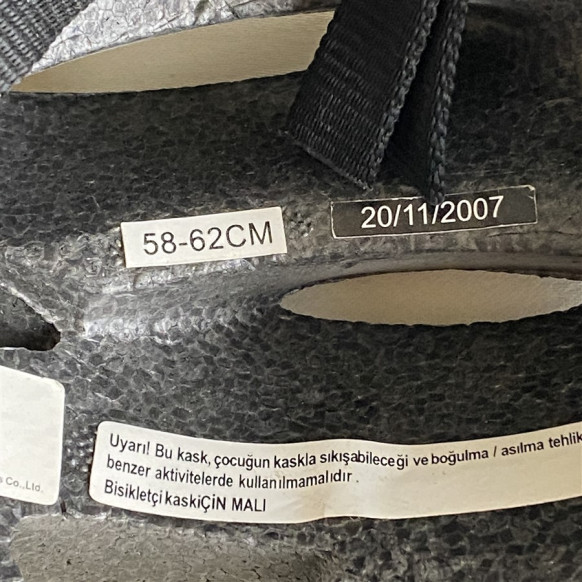 58-62CM
20/11/2007
s Co.,Ltd.
Uyarı! Bu kask, çocuğun kaskla sıkışabileceği ve boğulma / asılma tehlik
benzer aktivitelerde kullanılmamalıdır.
Bisikletçi kaskiÇİN MALI